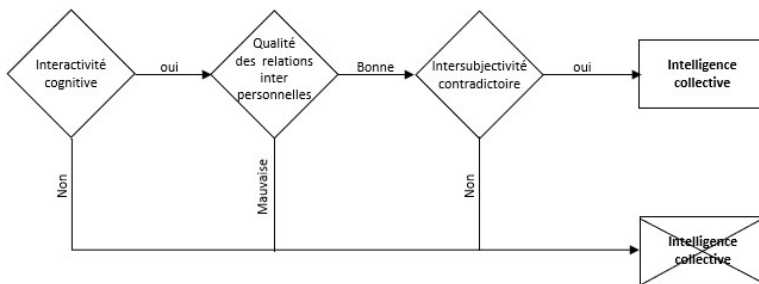 Interactivité
cognitive
oui
Qualité
des relations
inter
personnelles
Bonne
Intersubjectivité
contradictoire
oui
Intelligence
collective
Non
Mauvaise
Non
Intelligence
collective